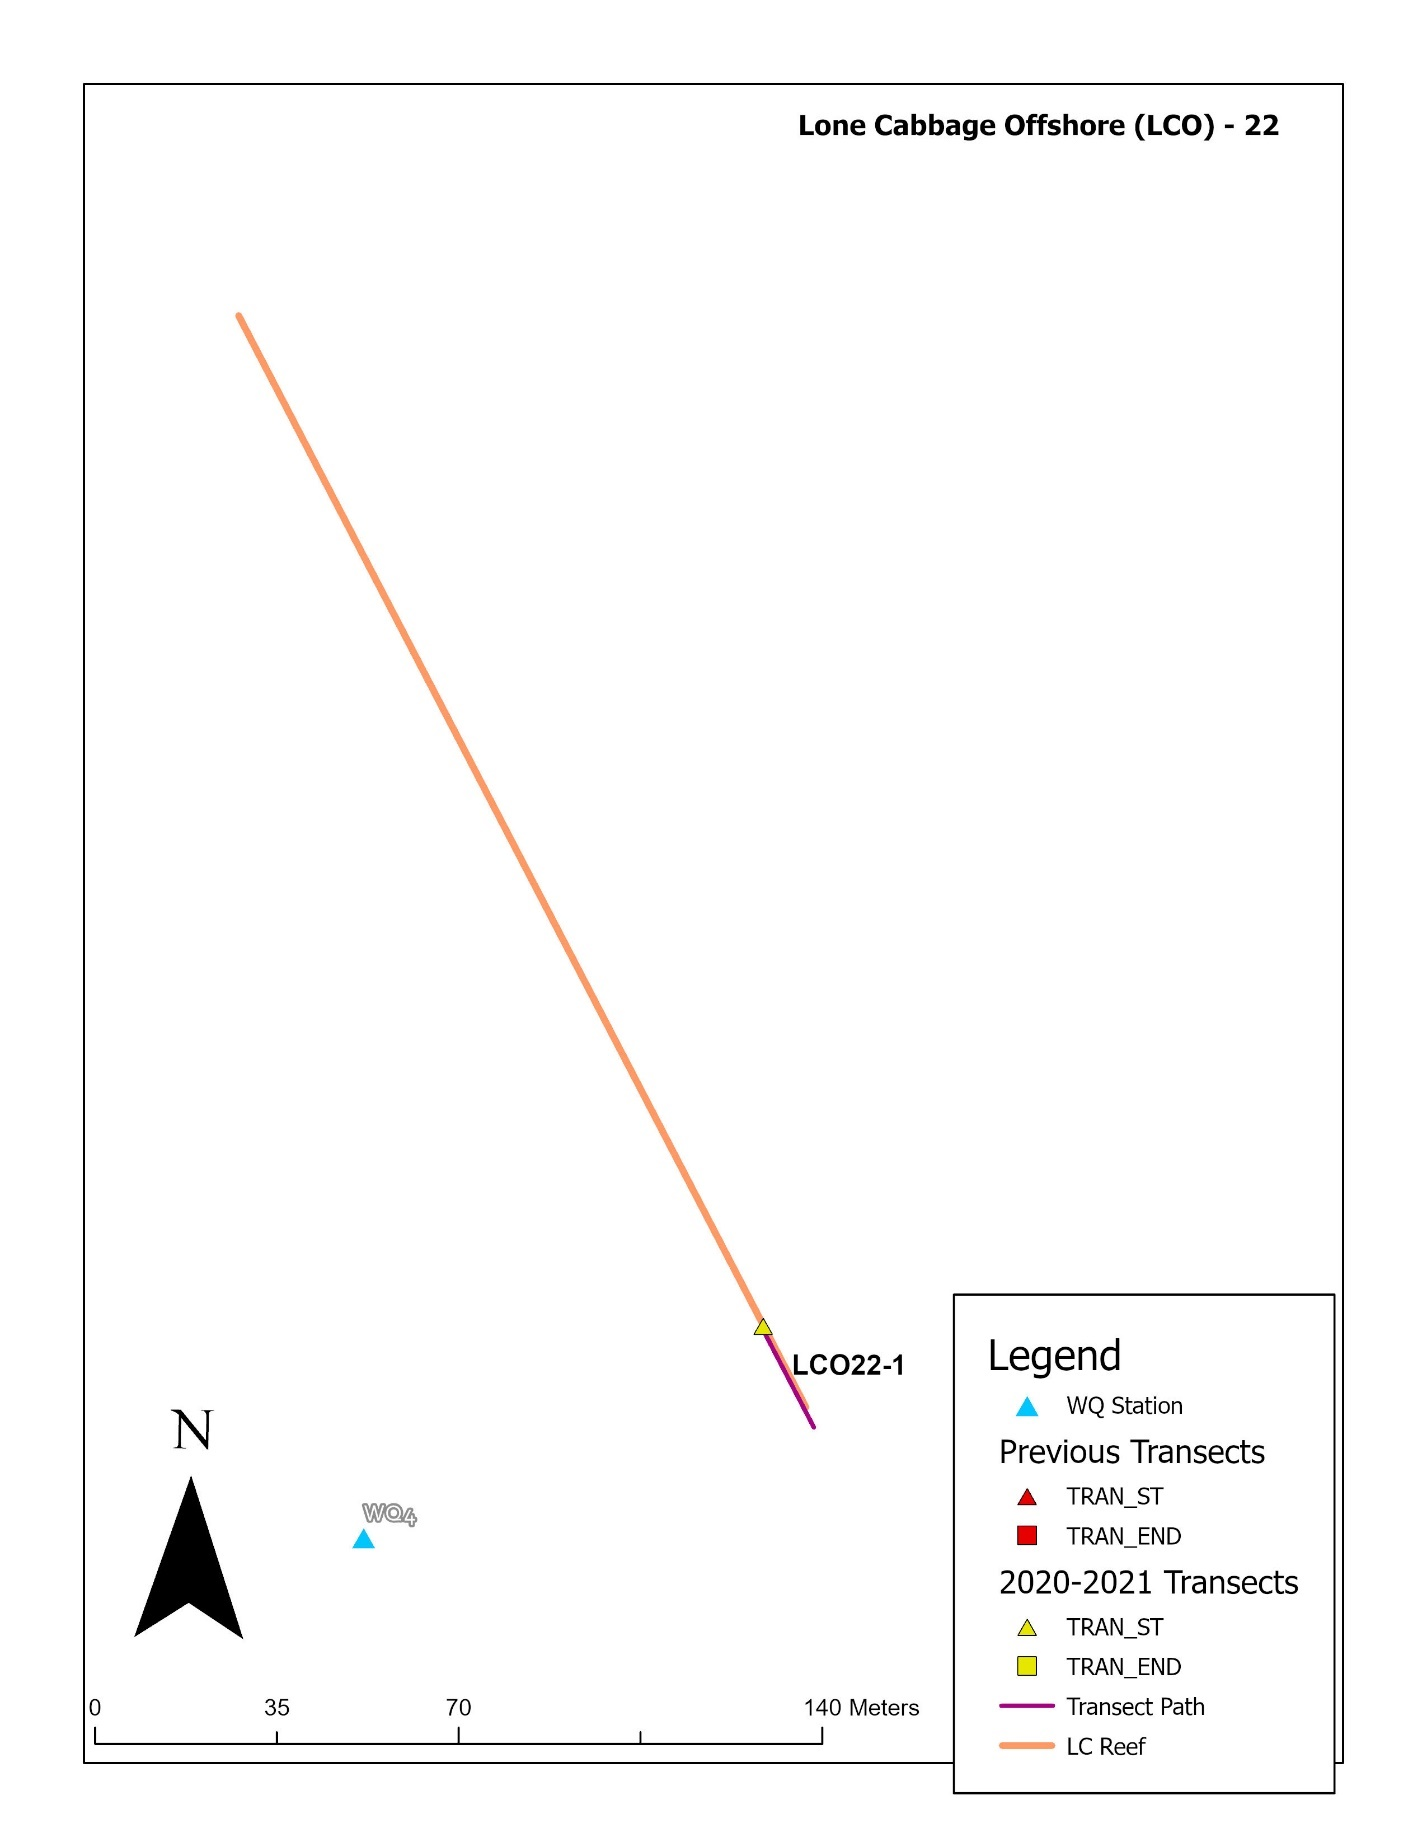 Lone Cabbage Offshore (LCO) - 22
LCO22-1
Legend
WQ Station
Previous Transects
TRAN_ST
TRAN_END
2020-2021 Transects
TRAN_ST
TRAN_END
Transect Path
LC Reef
N
WQ4
0 35 70 140 Meters